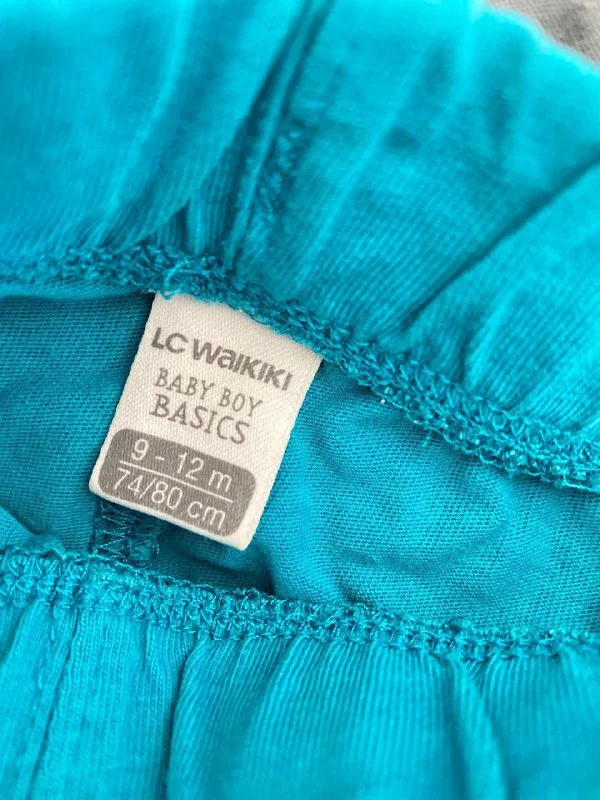 LC WAIKIKI
BABY BOY
BASICS
9 - 12 m
74/80 cm